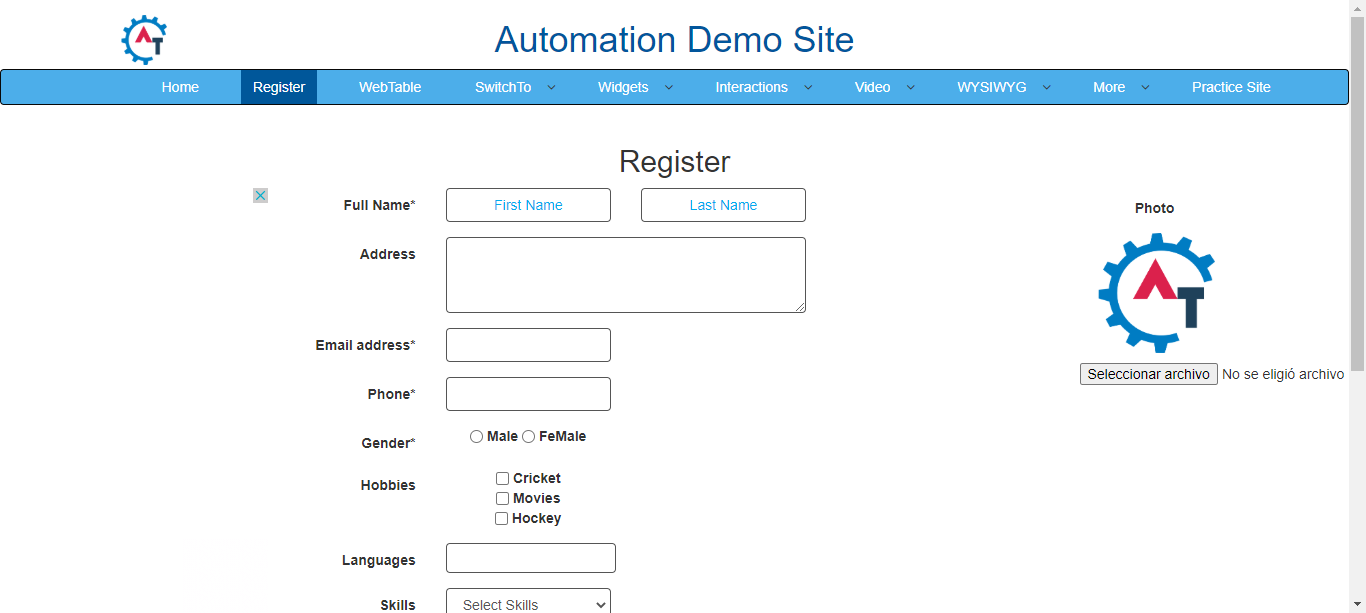 AT
Automation Demo Site
Home Register WebTable SwitchTo Widgets Interactions Video WYSIWYG More Practice Site
Register
Full Name* First Name Last Name
Photo
Address
AT
Email address*
Seleccionar archivo No se eligió archivo
Phone*
Gender* Male FeMale
Hobbies Cricket
Movies
Hockey
Languages
Skills Select Skills